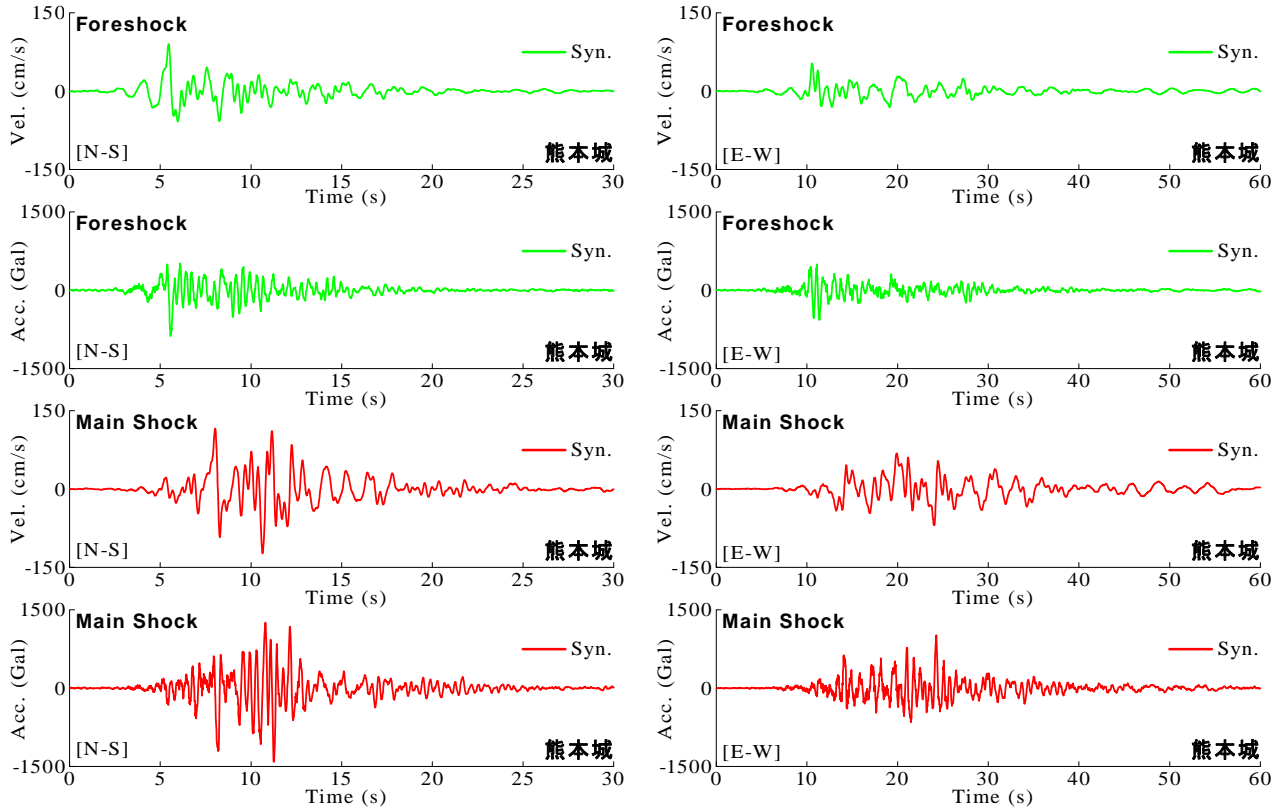 150
Foreshock
Syn.
Vel. (cm/s)
0
[N-S]
熊本城
-150
0 5 10 15 20 25 30
Time (s)
150
Foreshock
Syn.
Vel. (cm/s)
0
[E-W]
熊本城
-150
0 10 20 30 40 50 60
Time (s)
1500
Foreshock
Syn.
Acc. (Gal)
0
[N-S]
熊本城
-1500
0 5 10 15 20 25 30
Time (s)
1500
Foreshock
Syn.
Acc. (Gal)
0
[E-W]
熊本城
-1500
0 10 20 30 40 50 60
Time (s)
150
Main Shock
Syn.
Vel. (cm/s)
0
[N-S]
熊本城
-150
0 5 10 15 20 25 30
Time (s)
150
Main Shock
Syn.
Vel. (cm/s)
0
[E-W]
熊本城
-150
0 10 20 30 40 50 60
Time (s)
1500
Main Shock
Syn.
Acc. (Gal)
0
[N-S]
熊本城
-1500
0 5 10 15 20 25 30
Time (s)
1500
Main Shock
Syn.
Acc. (Gal)
0
[E-W]
熊本城
-1500
0 10 20 30 40 50 60
Time (s)